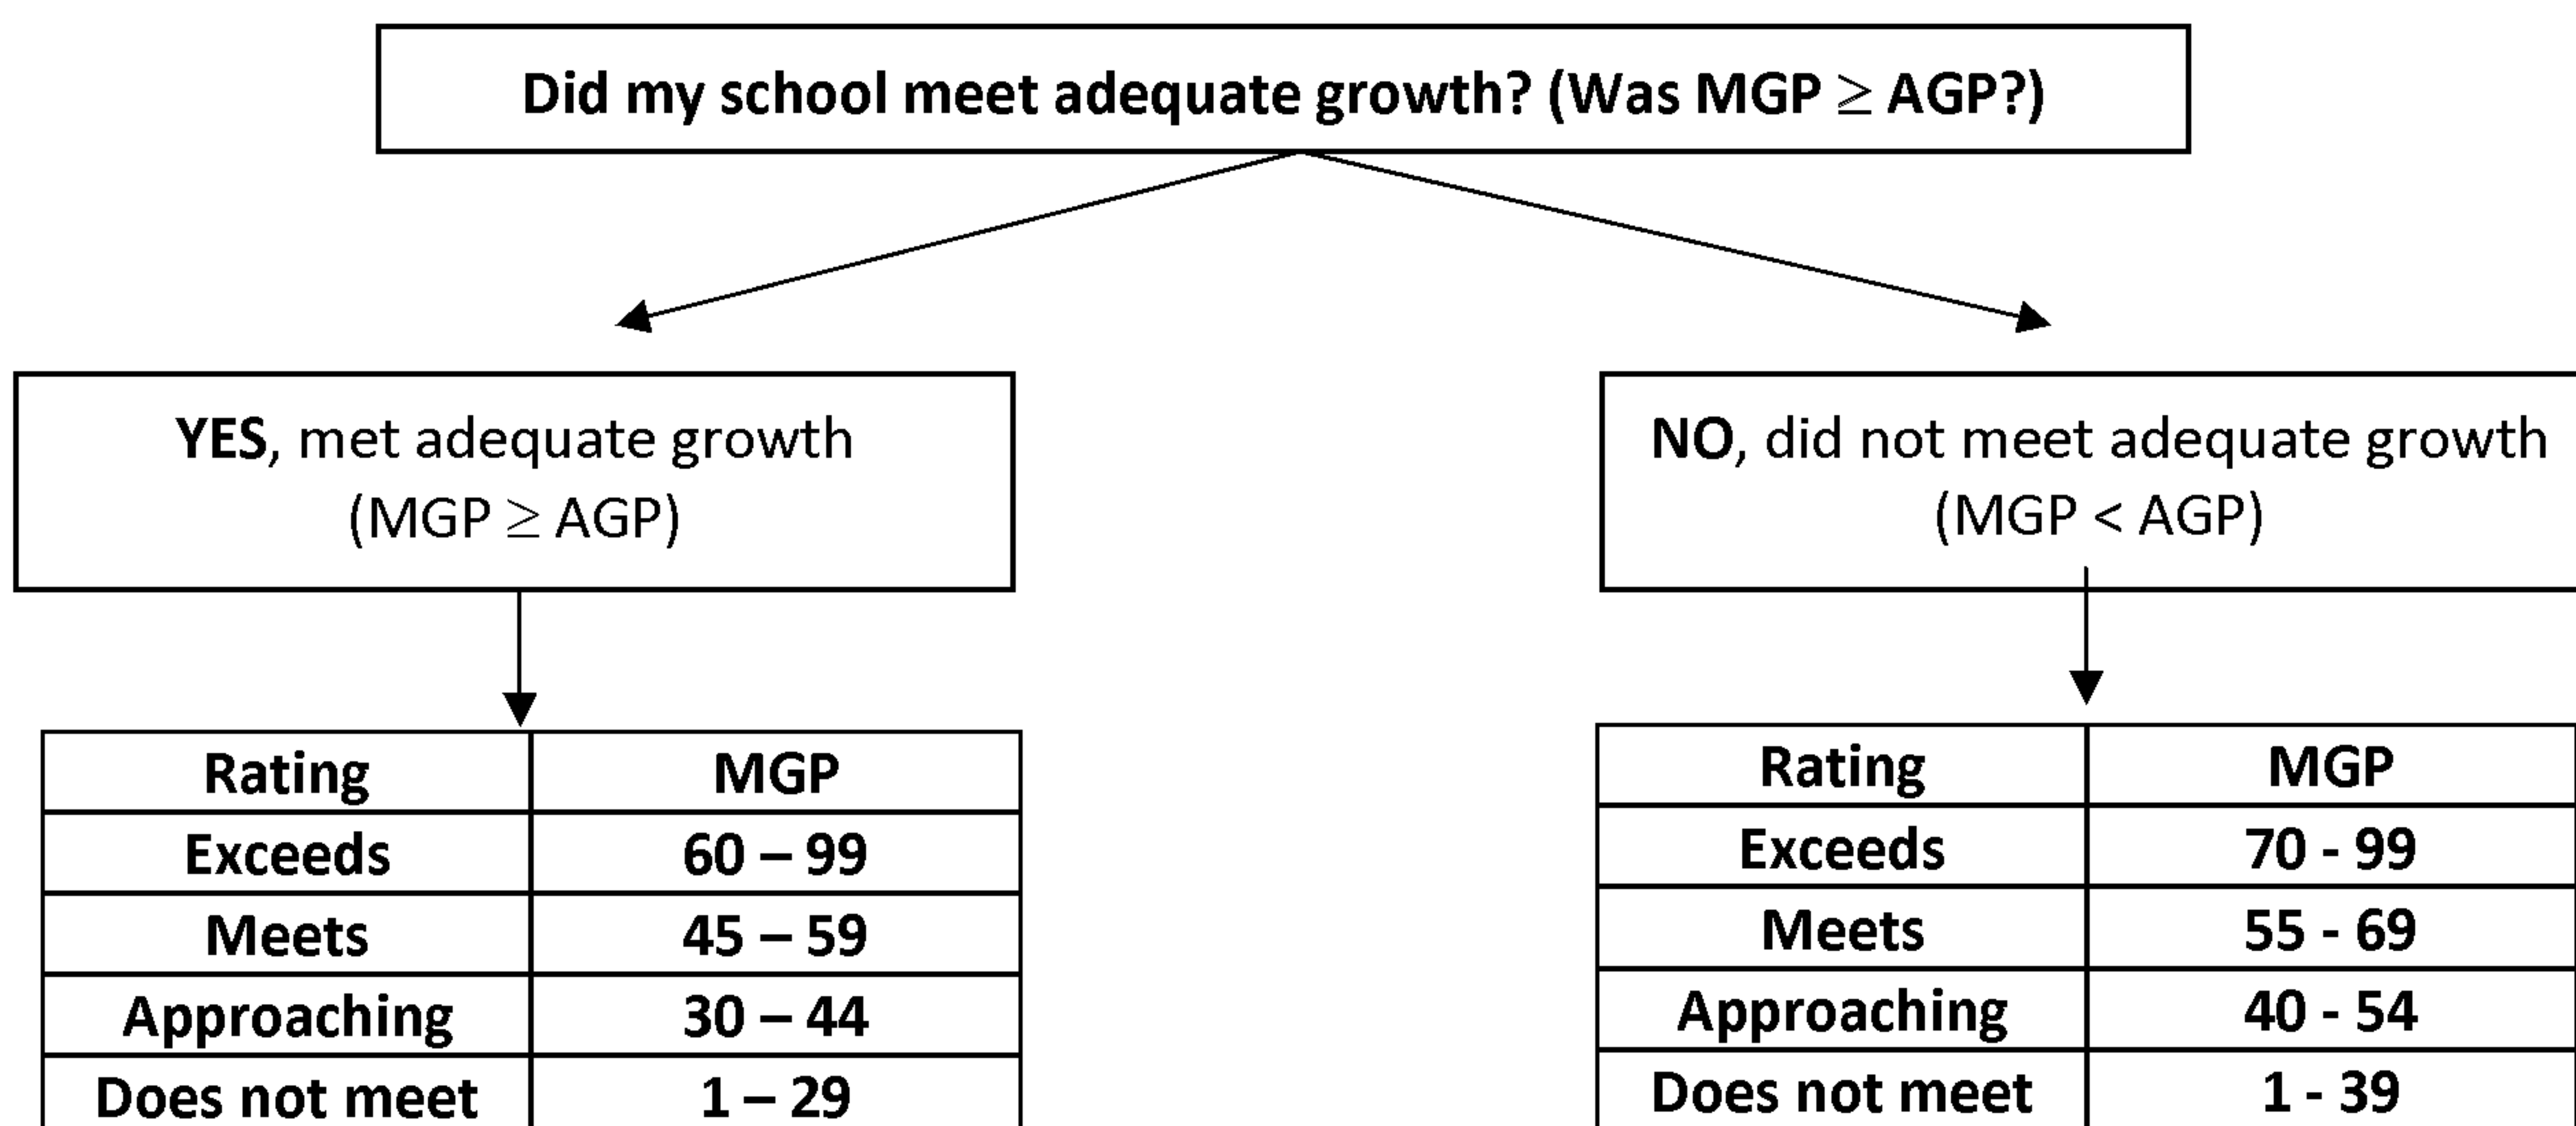 Did my school meet adequate growth? (Was MGP ≥ AGP?)
YES, met adequate growth
(MGP ≥ AGP)
NO, did not meet adequate growth
(MGP < AGP)
Rating MGP
Exceeds 60 – 99
Meets 45 – 59
Approaching 30 – 44
Does not meet 1 – 29
Rating MGP
Exceeds 70 - 99
Meets 55 - 69
Approaching 40 - 54
Does not meet 1 - 39